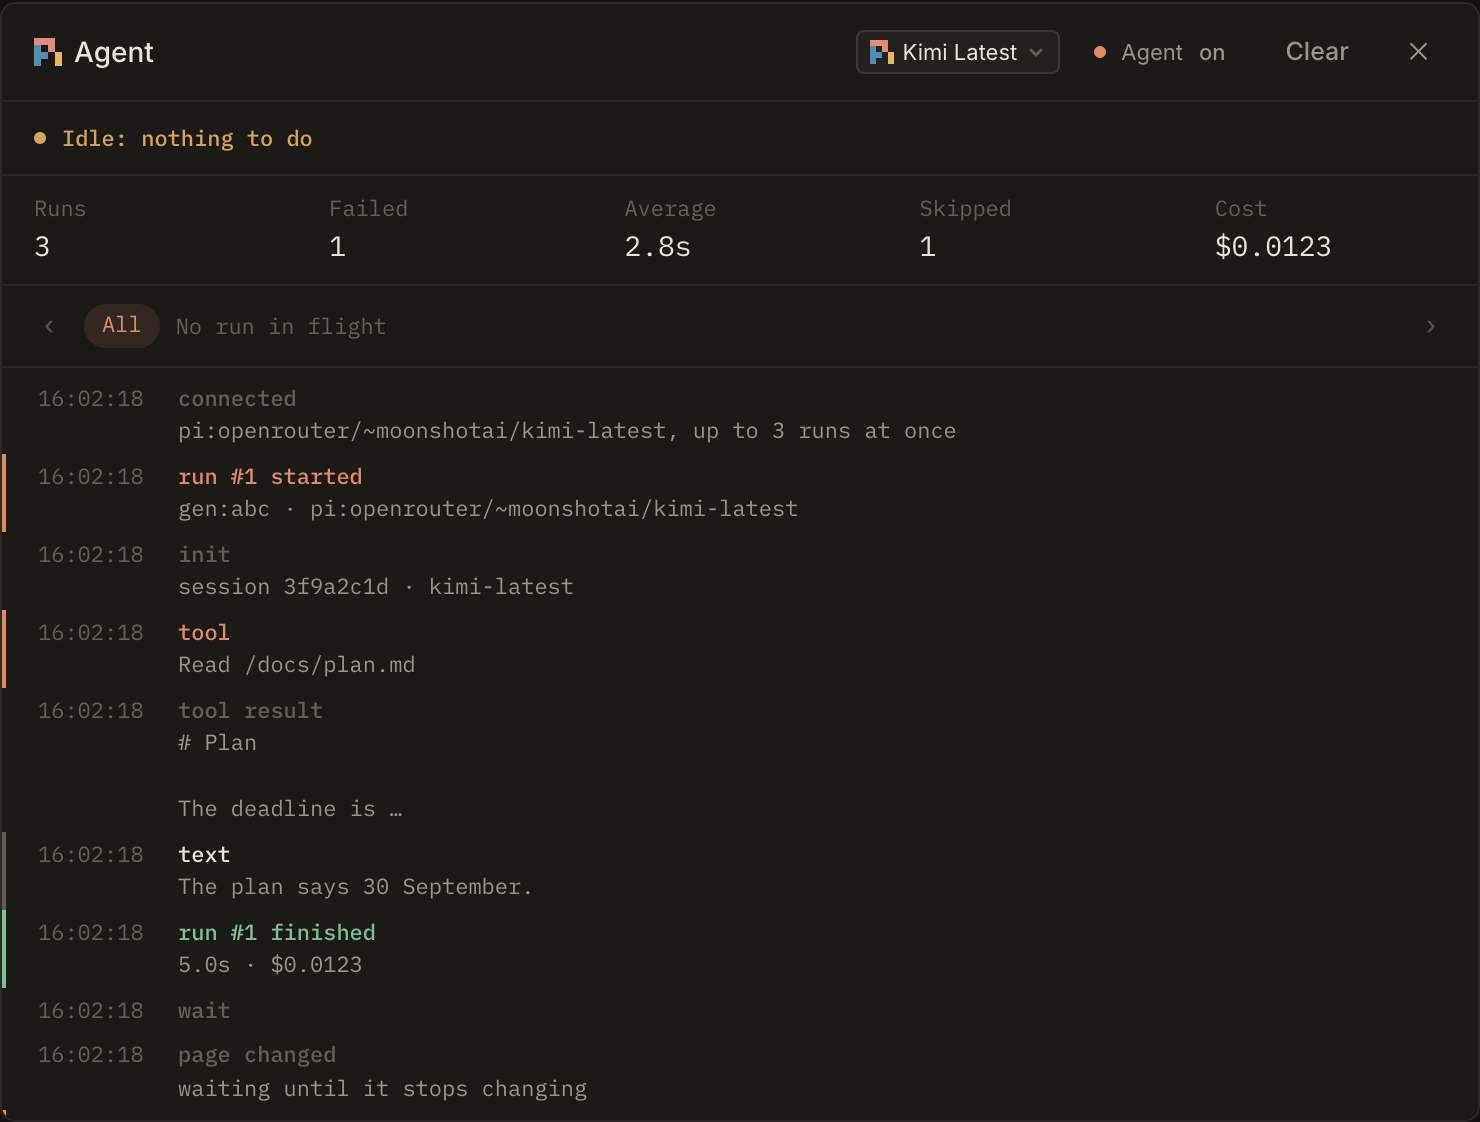 Agent
Kimi Latest
Agent on
Clear
Idle: nothing to do
Runs
3
Failed
1
Average
2.8s
Skipped
1
Cost
$0.0123
All
No run in flight
16:02:18 connected
pi:openrouter/~moonshotai/kimi-latest, up to 3 runs at once
16:02:18 run #1 started
gen:abc · pi:openrouter/~moonshotai/kimi-latest
16:02:18 init
session 3f9a2c1d · kimi-latest
16:02:18 tool
Read /docs/plan.md
16:02:18 tool result
# Plan
The deadline is …
16:02:18 text
The plan says 30 September.
16:02:18 run #1 finished
5.0s · $0.0123
16:02:18 wait
16:02:18 page changed
waiting until it stops changing